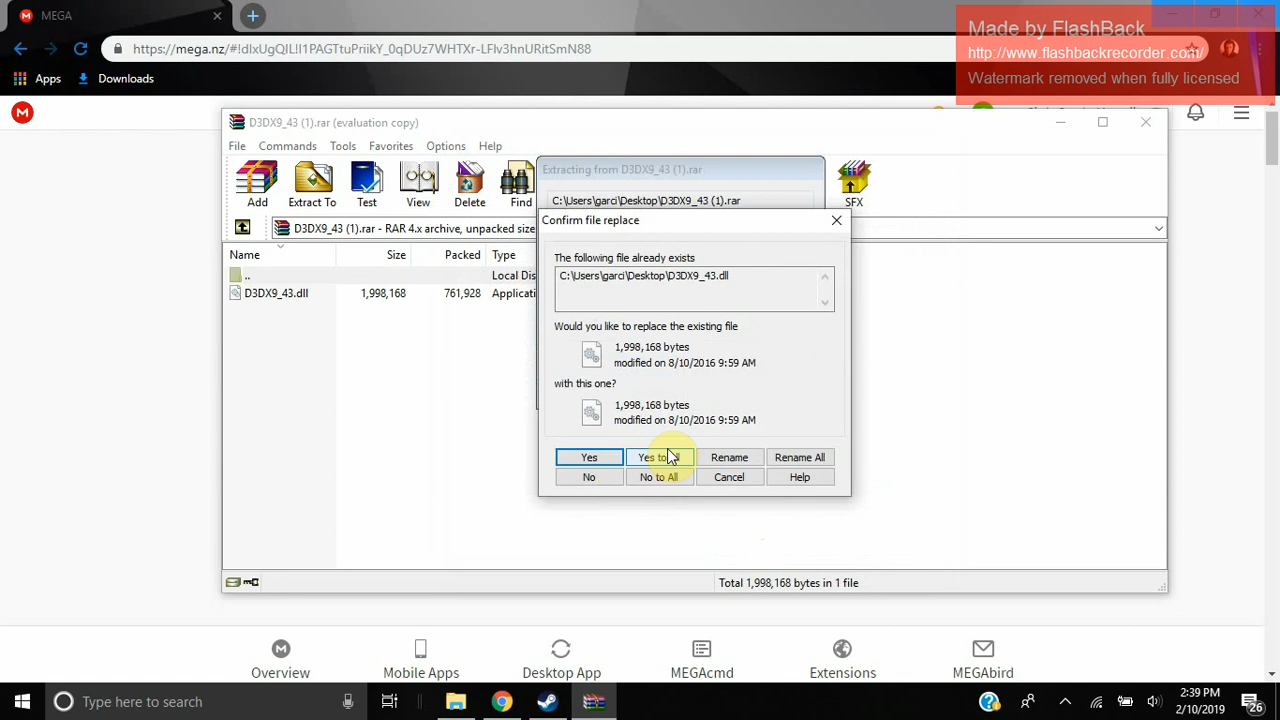 MEGA
Made by FlashBack
http://www.flashbackrecorder.com/
Watermark removed when fully licensed
Apps
Downloads
D3DX9_43 (1).rar (evaluation copy)
File Commands Tools Favorites Options Help
Add Extract To Test View Delete Find SFX
D3DX9_43 (1).rar - RAR 4.x archive, unpacked size
Name Size Packed Type
.. Local Dis
D3DX9_43.dll 1,998,168 761,928 Applicati
Extracting from D3DX9_43 (1).rar
C:\Users\garci\Desktop\D3DX9_43 (1).rar
Confirm file replace
The following file already exists
C:\Users\garci\Desktop\D3DX9_43.dll
Would you like to replace the existing file
1,998,168 bytes
modified on 8/10/2016 9:59 AM
with this one?
1,998,168 bytes
modified on 8/10/2016 9:59 AM
Yes Yes to All Rename Rename All
No No to All Cancel Help
Total 1,998,168 bytes in 1 file
Overview Mobile Apps Desktop App MEGAcmd Extensions MEGAbird
Type here to search
2:39 PM
2/10/2019
26